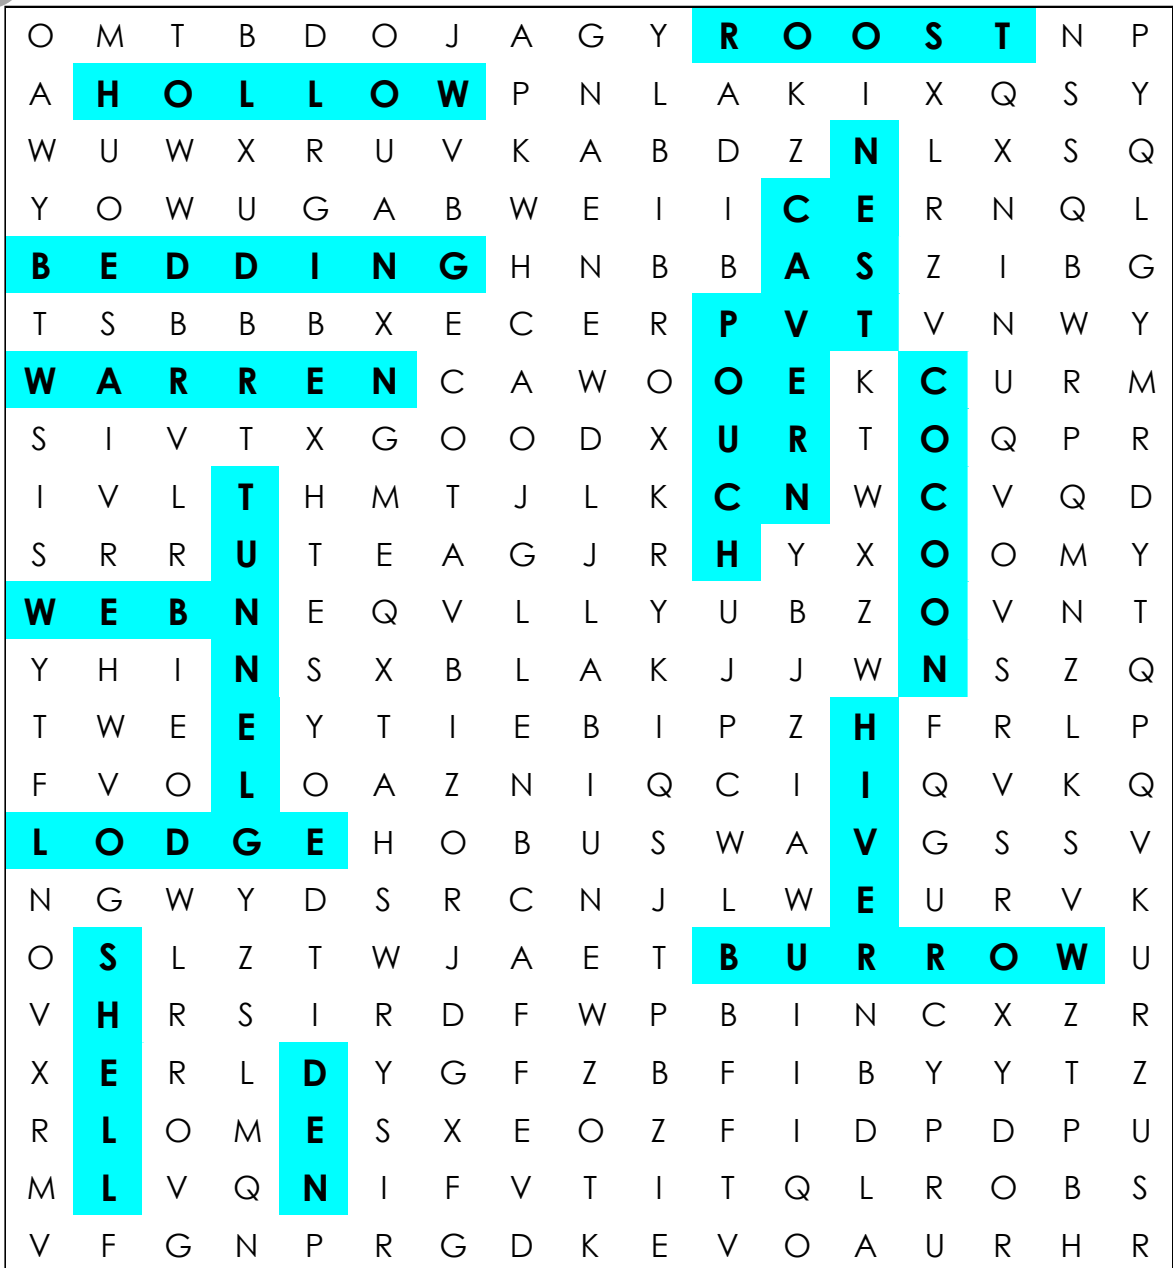 O M T B D O J A G Y R O O S T N P
A H O L L O W P N L A K I X Q S Y
W U W X R U V K A B D Z N L X S Q
Y O W U G A B W E I I C E R N Q L
B E D D I N G H N B B A S Z I B G
T S B B B X E C E R P V T V N W Y
W A R R E N C A W O O E K C U R M
S I V T X G O O D X U R T O Q P R
I V L T H M T J L K C N W C V Q D
S R R U T E A G J R H Y X O O M Y
W E B N E Q V L L Y U B Z O V N T
Y H I N S X B L A K J J W N S Z Q
T W E E Y T I E B I P Z H F R L P
F V O L O A Z N I Q C I I Q V K Q
L O D G E H O B U S W A V G S S V
N G W Y D S R C N J L W E U R V K
O S L Z T W J A E T B U R R O W U
V H R S I R D F W P B I N C X Z R
X E R L D Y G F Z B F I B Y Y T Z
R L O M E S X E O Z F I D P D P U
M L V Q N I F V T I T Q L R O B S
V F G N P R G D K E V O A U R H R